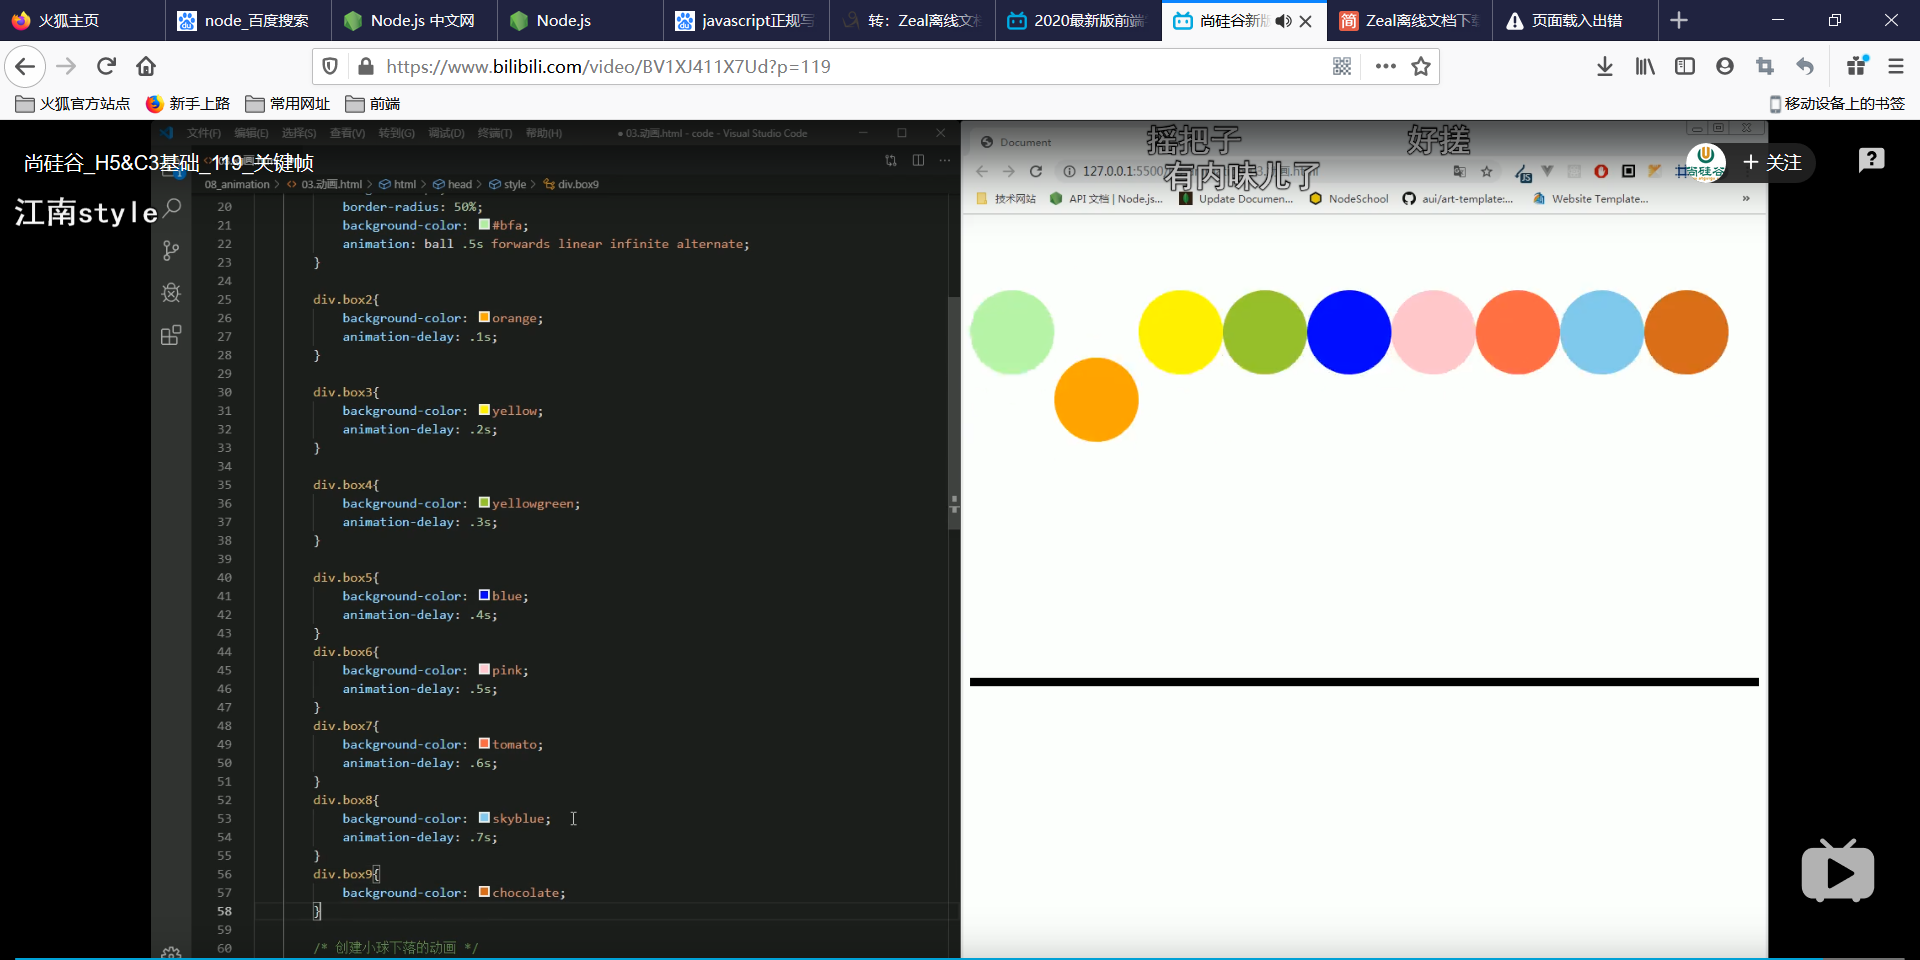 火狐主页
node_百度搜索
Node.js 中文网
Node.js
javascript正规写
转：Zeal离线文档
2020最新版前端
尚硅谷新版
Zeal离线文档下载
页面载入出错
https://www.bilibili.com/video/BV1XJ411X7Ud?p=119
火狐官方站点
新手上路
常用网址
前端
移动设备上的书签
文件(F) 编辑(E) 选择(S) 查看(V) 转到(G) 调试(D) 终端(T) 帮助(H)
● 03.动画.html - code - Visual Studio Code
尚硅谷_H5&C3基础_119_关键帧
江南style
08_animation > 03.动画.html > html > head > style > div.box9
20 border-radius: 50%;
21 background-color: #bfa;
22 animation: ball .5s forwards linear infinite alternate;
23 }
24
25 div.box2{
26 background-color: orange;
27 animation-delay: .1s;
28 }
29
30 div.box3{
31 background-color: yellow;
32 animation-delay: .2s;
33 }
34
35 div.box4{
36 background-color: yellowgreen;
37 animation-delay: .3s;
38 }
39
40 div.box5{
41 background-color: blue;
42 animation-delay: .4s;
43 }
44 div.box6{
45 background-color: pink;
46 animation-delay: .5s;
47 }
48 div.box7{
49 background-color: tomato;
50 animation-delay: .6s;
51 }
52 div.box8{
53 background-color: skyblue;
54 animation-delay: .7s;
55 }
56 div.box9{
57 background-color: chocolate;
58 }
59
60 /* 创建小球下落的动画 */
Document
摇把子
好搓
127.0.0.1:5500
有内味儿了
尚硅谷
+ 关注
技术网站
API 文档 | Node.js...
Update Documen...
NodeSchool
aui/art-template:...
Website Template...
»